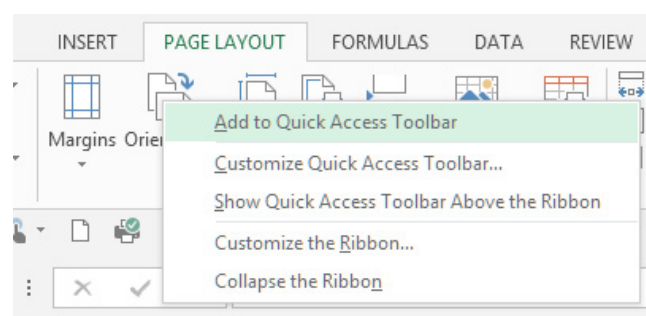 INSERT PAGE LAYOUT FORMULAS DATA REVIEW
Margins Orie
Add to Quick Access Toolbar
Customize Quick Access Toolbar...
Show Quick Access Toolbar Above the Ribbon
Customize the Ribbon...
Collapse the Ribbon